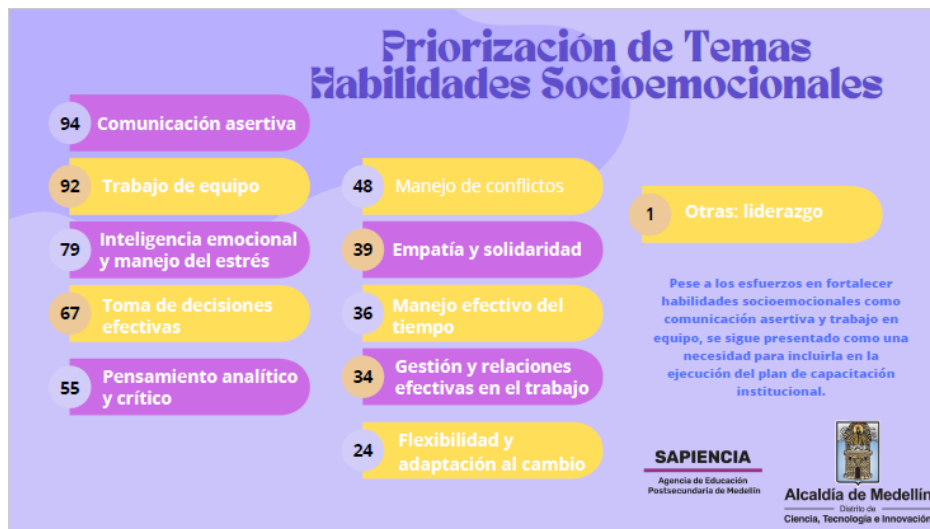 Priorización de Temas
Habilidades Socioemocionales
94 Comunicación asertiva
92 Trabajo de equipo
79 Inteligencia emocional
y manejo del estrés
67 Toma de decisiones
efectivas
55 Pensamiento analítico
y crítico
48 Manejo de conflictos
39 Empatía y solidaridad
36 Manejo efectivo del
tiempo
34 Gestión y relaciones
efectivas en el trabajo
24 Flexibilidad y
adaptación al cambio
1 Otras: liderazgo
Pese a los esfuerzos en fortalecer
habilidades socioemocionales como
comunicación asertiva y trabajo en
equipo, se sigue presentado como una
necesidad para incluirla en la
ejecución del plan de capacitación
institucional.
SAPIENCIA
Agencia de Educación
Postsecundaria de Medellín
Alcaldía de Medellín
Distrito de
Ciencia, Tecnología e Innovación